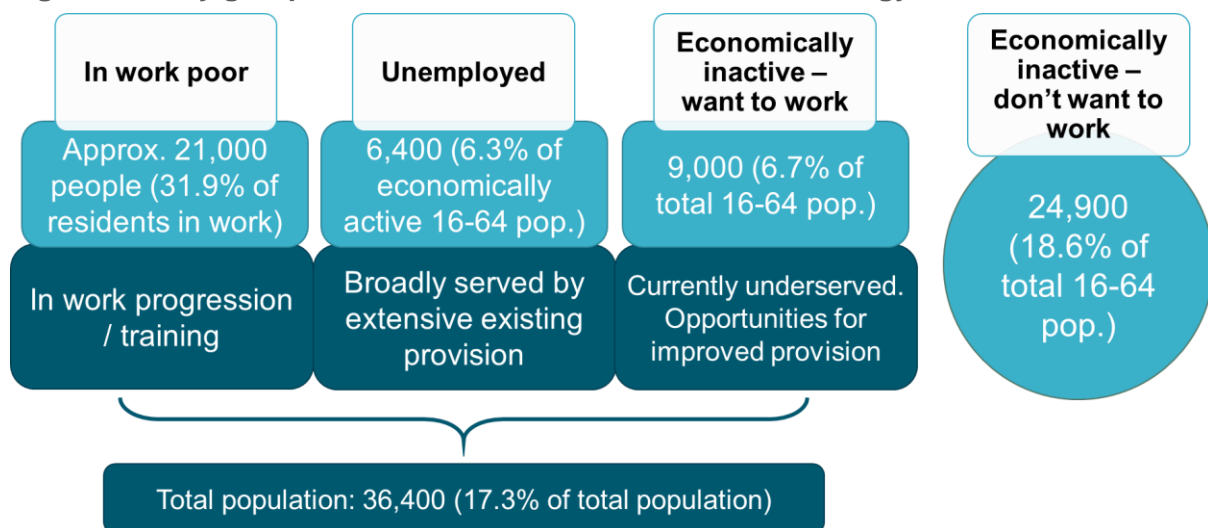 In work poor
Approx. 21,000
people (31.9% of
residents in work)
In work progression
/ training
Unemployed
6,400 (6.3% of
economically
active 16-64 pop.)
Broadly served by
extensive existing
provision
Economically
inactive –
want to work
9,000 (6.7% of
total 16-64 pop.)
Currently underserved.
Opportunities for
improved provision
Economically
inactive –
don’t want to
work
24,900
(18.6% of
total 16-64
pop.)
Total population: 36,400 (17.3% of total population)